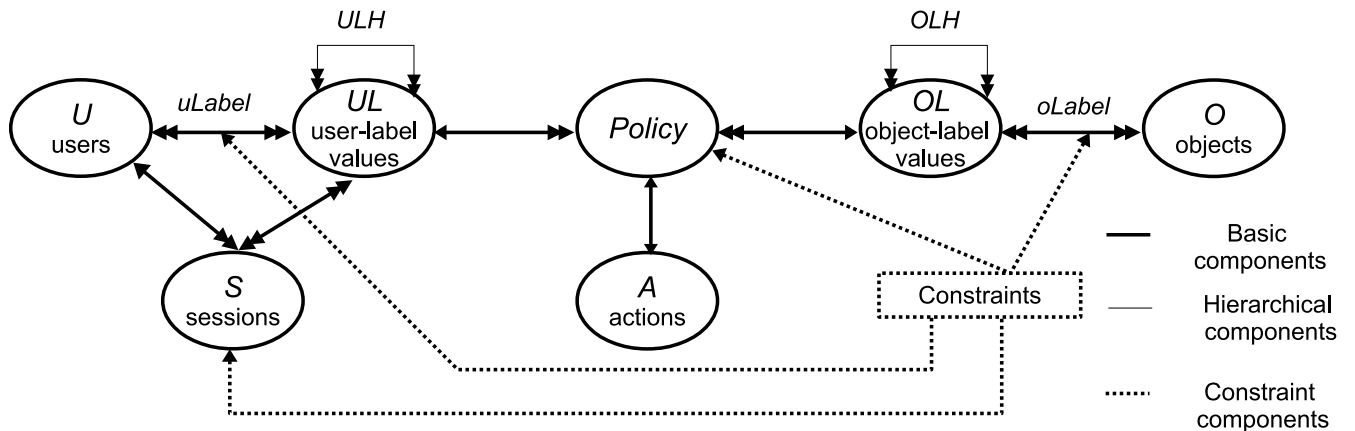 ULH
OLH
U
users
uLabel
UL
user-label
values
Policy
OL
object-label
values
oLabel
O
objects
S
sessions
A
actions
Constraints
Basic
components
Hierarchical
components
Constraint
components